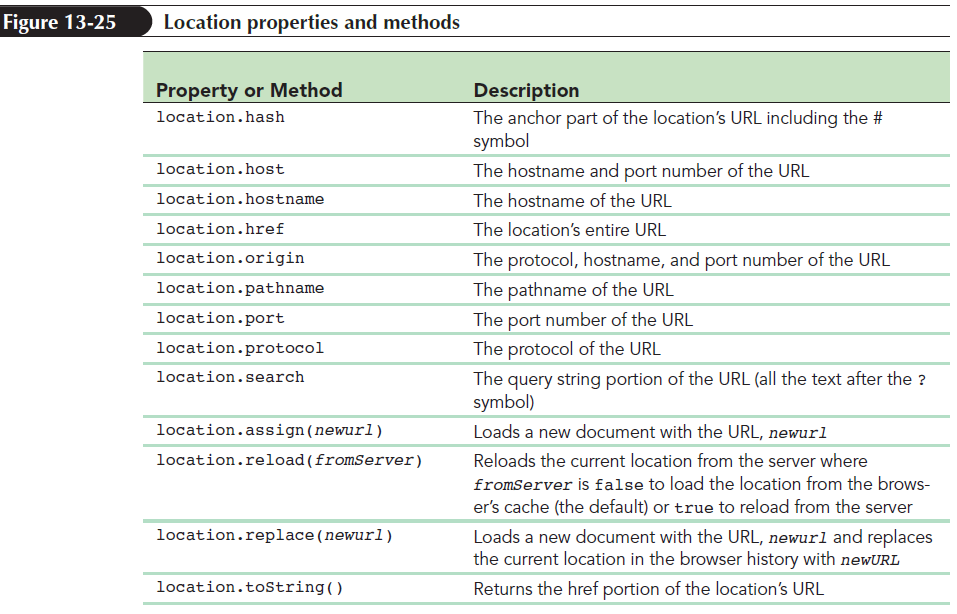 Figure 13-25 Location properties and methods
Property or Method Description
location.hash The anchor part of the location's URL including the #
symbol
location.host The hostname and port number of the URL
location.hostname The hostname of the URL
location.href The location's entire URL
location.origin The protocol, hostname, and port number of the URL
location.pathname The pathname of the URL
location.port The port number of the URL
location.protocol The protocol of the URL
location.search The query string portion of the URL (all the text after the ?
symbol)
location.assign(newurl) Loads a new document with the URL, newurl
location.reload(fromServer) Reloads the current location from the server where
fromServer is false to load the location from the brows-
er's cache (the default) or true to reload from the server
location.replace(newurl) Loads a new document with the URL, newurl and replaces
the current location in the browser history with newURL
location.toString() Returns the href portion of the location's URL